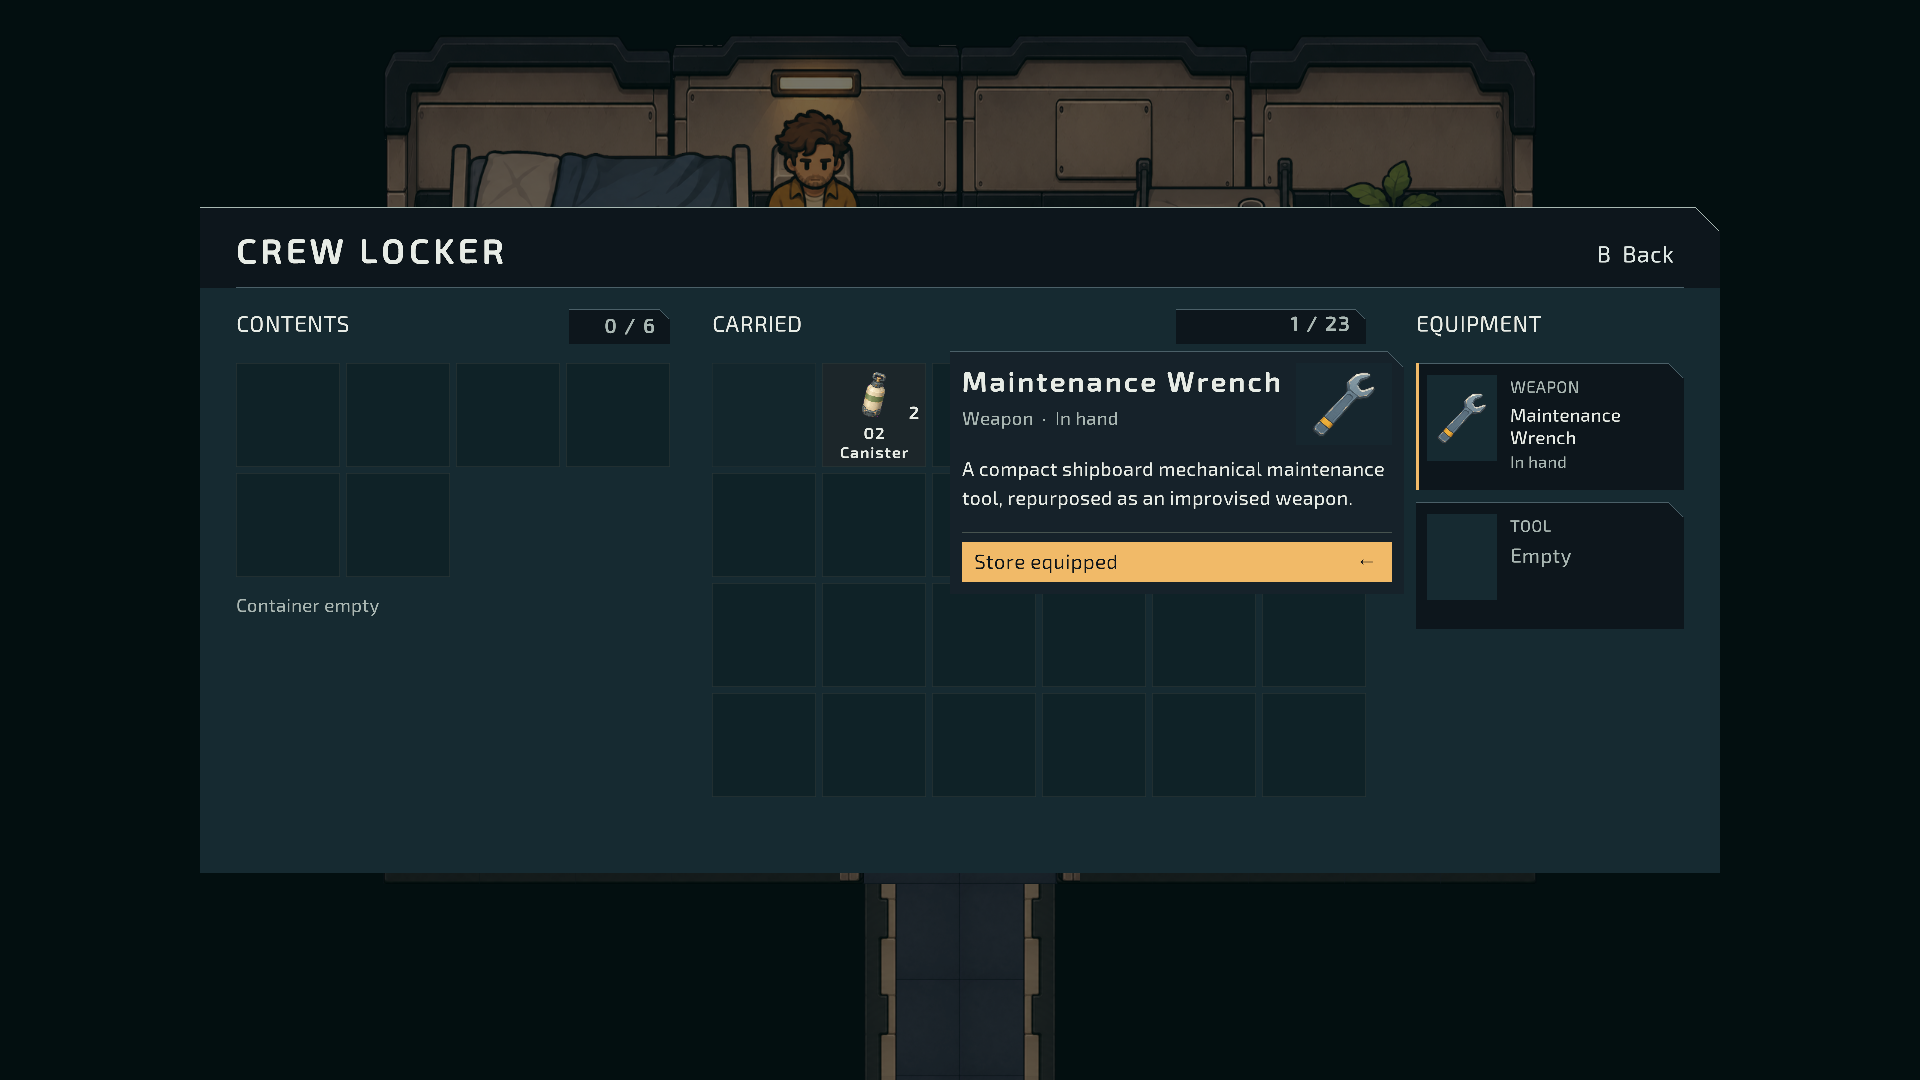 CREW LOCKER
B Back
CONTENTS
0 / 6
CARRIED
1 / 23
EQUIPMENT
2
O2
Canister
Maintenance Wrench
Weapon · In hand
A compact shipboard mechanical maintenance
tool, repurposed as an improvised weapon.
Store equipped ←
WEAPON
Maintenance
Wrench
In hand
TOOL
Empty
Container empty